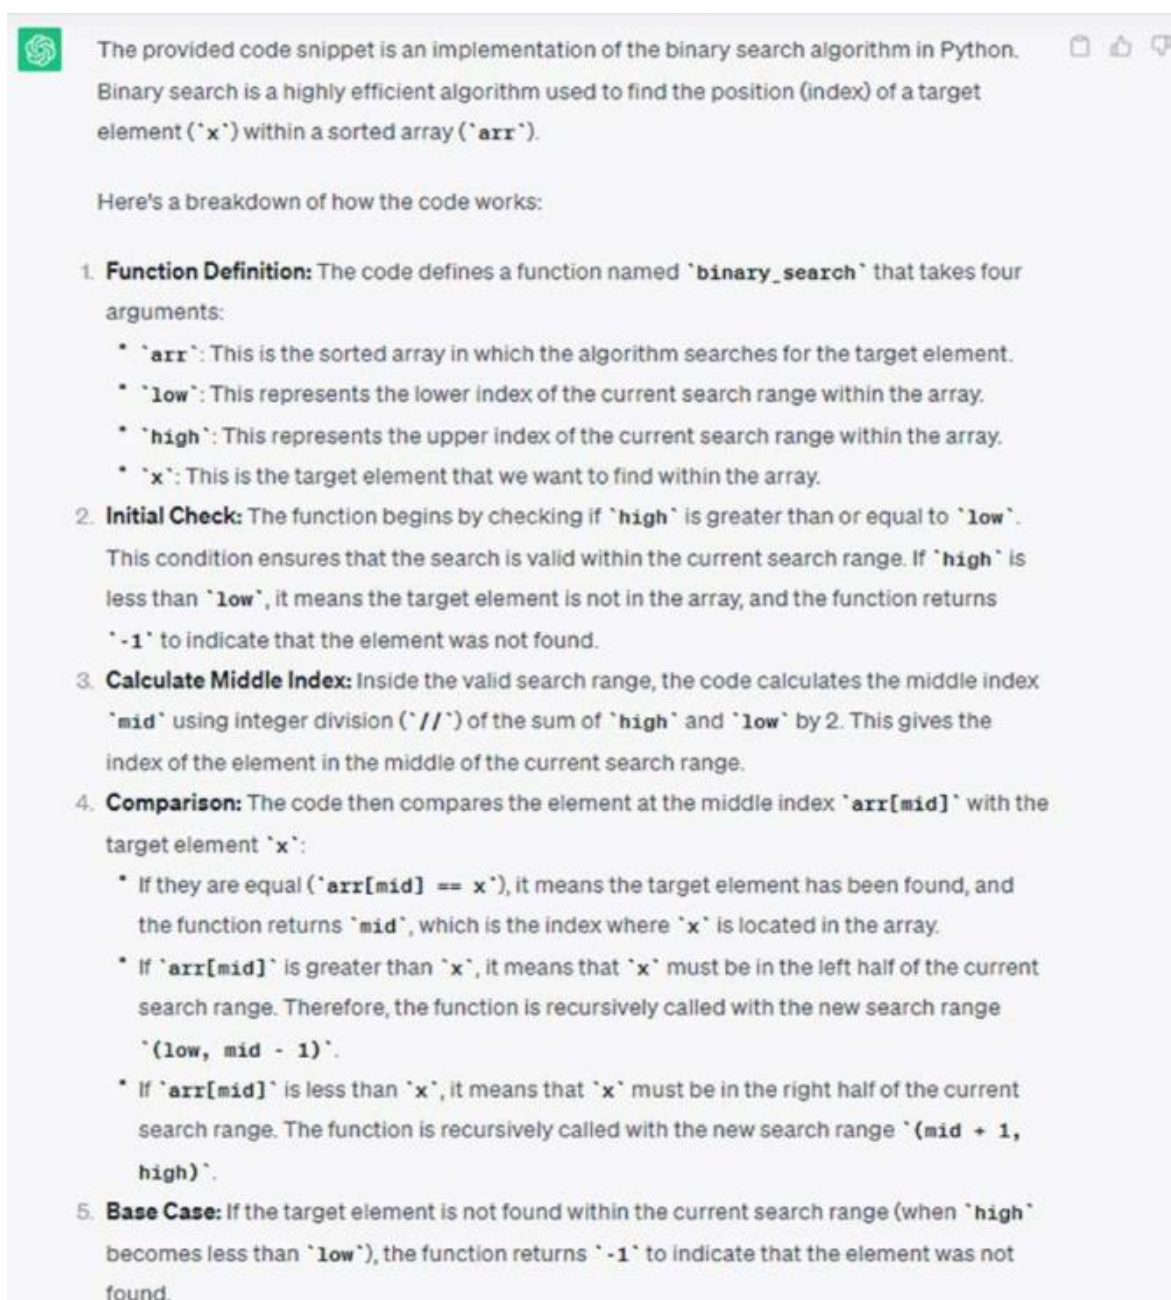 The provided code snippet is an implementation of the binary search algorithm in Python.
Binary search is a highly efficient algorithm used to find the position (index) of a target
element (`x`) within a sorted array (`arr`).
Here's a breakdown of how the code works:
1. Function Definition: The code defines a function named `binary_search` that takes four
arguments:
• `arr`: This is the sorted array in which the algorithm searches for the target element.
• `low`: This represents the lower index of the current search range within the array.
• `high`: This represents the upper index of the current search range within the array.
• `x`: This is the target element that we want to find within the array.
2. Initial Check: The function begins by checking if `high` is greater than or equal to `low`.
This condition ensures that the search is valid within the current search range. If `high` is
less than `low`, it means the target element is not in the array, and the function returns
`-1` to indicate that the element was not found.
3. Calculate Middle Index: Inside the valid search range, the code calculates the middle index
`mid` using integer division (`//`) of the sum of `high` and `low` by 2. This gives the
index of the element in the middle of the current search range.
4. Comparison: The code then compares the element at the middle index `arr[mid]` with the
target element `x`:
• If they are equal (`arr[mid] == x`), it means the target element has been found, and
the function returns `mid`, which is the index where `x` is located in the array.
• If `arr[mid]` is greater than `x`, it means that `x` must be in the left half of the current
search range. Therefore, the function is recursively called with the new search range
`(low, mid - 1)`.
• If `arr[mid]` is less than `x`, it means that `x` must be in the right half of the current
search range. The function is recursively called with the new search range `(mid + 1,
high)`.
5. Base Case: If the target element is not found within the current search range (when `high`
becomes less than `low`), the function returns `-1` to indicate that the element was not
found.